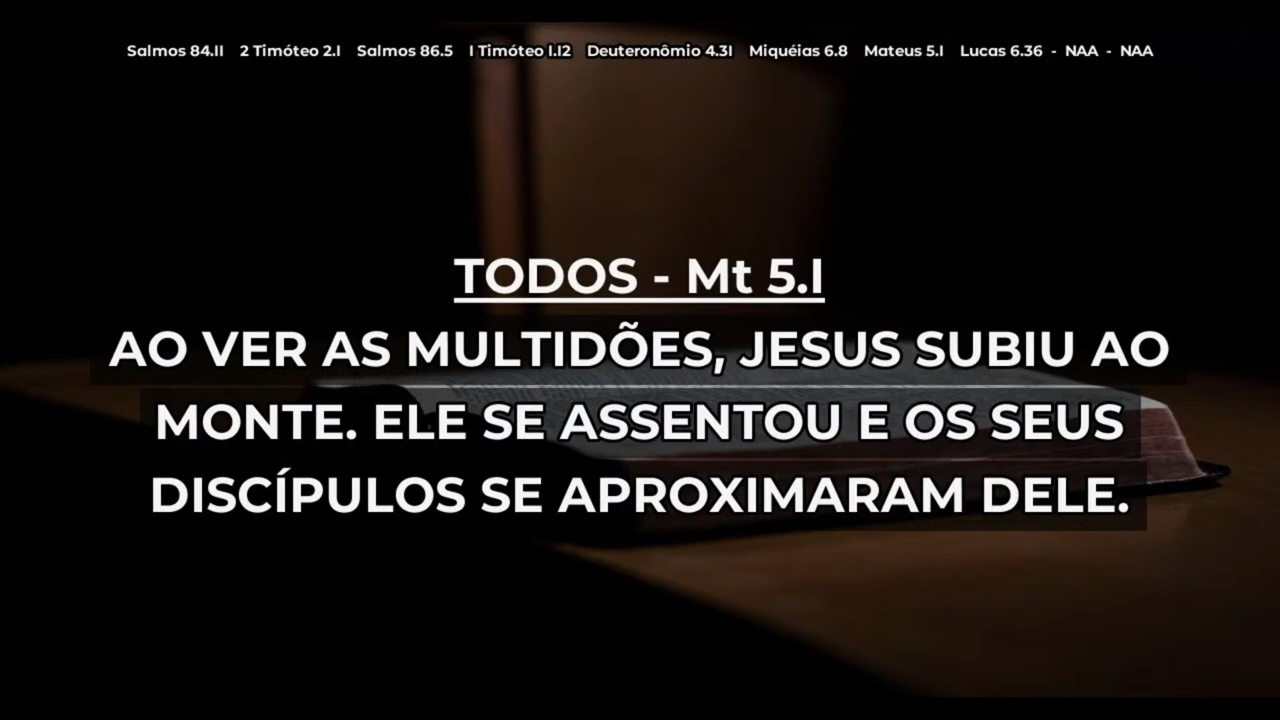 Salmos 84.11 2 Timóteo 2.1 Salmos 86.5 1 Timóteo 1.12 Deuteronômio 4.31 Miquéias 6.8 Mateus 5.1 Lucas 6.36 - NAA - NAA
TODOS - Mt 5.1
AO VER AS MULTIDÕES, JESUS SUBIU AO
MONTE. ELE SE ASSENTOU E OS SEUS
DISCÍPULOS SE APROXIMARAM DELE.